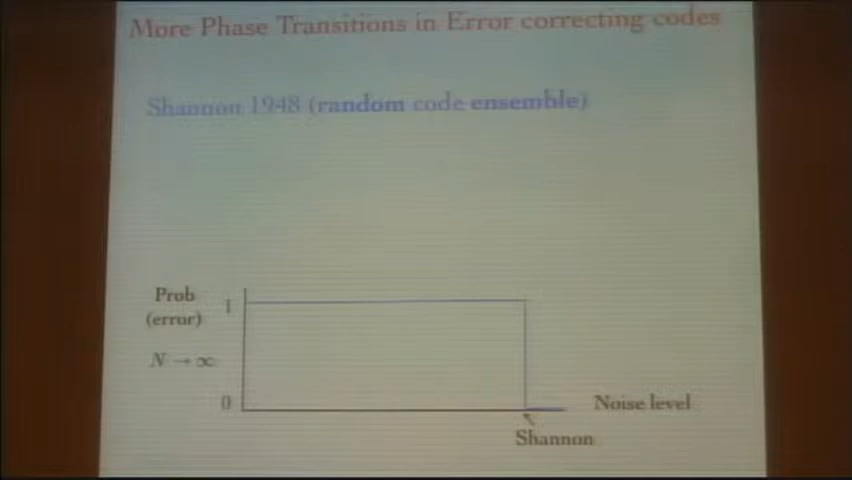 More Phase Transitions in Error correcting codes
Shannon 1948 (random code ensemble)
Prob
(error)
1
N → ∞
0
Noise level
Shannon